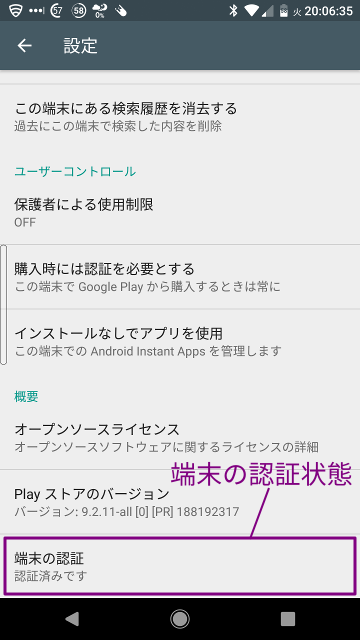 57 58 0% 火 20:06:35
設定
この端末にある検索履歴を消去する
過去にこの端末で検索した内容を削除
ユーザーコントロール
保護者による使用制限
OFF
購入時には認証を必要とする
この端末で Google Play から購入するときは常に
インストールなしでアプリを使用
この端末での Android Instant Apps を管理します
概要
オープンソースライセンス
オープンソースソフトウェアに関するライセンスの詳細
端末の認証状態
Play ストアのバージョン
バージョン: 9.2.11-all [0] [PR] 188192317
端末の認証
認証済みです